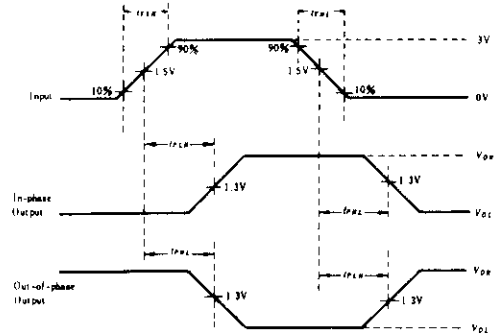 tTLH tTHL
90% 90% 3V
1.5V 1.5V
10% 10%
Input 0V
tPLH VOH
1.3V 1.3V
In-phase
Output tPHL VOL
tPHL tPLH
Out-of-phase
Output VOH
1.3V 1.3V
VOL